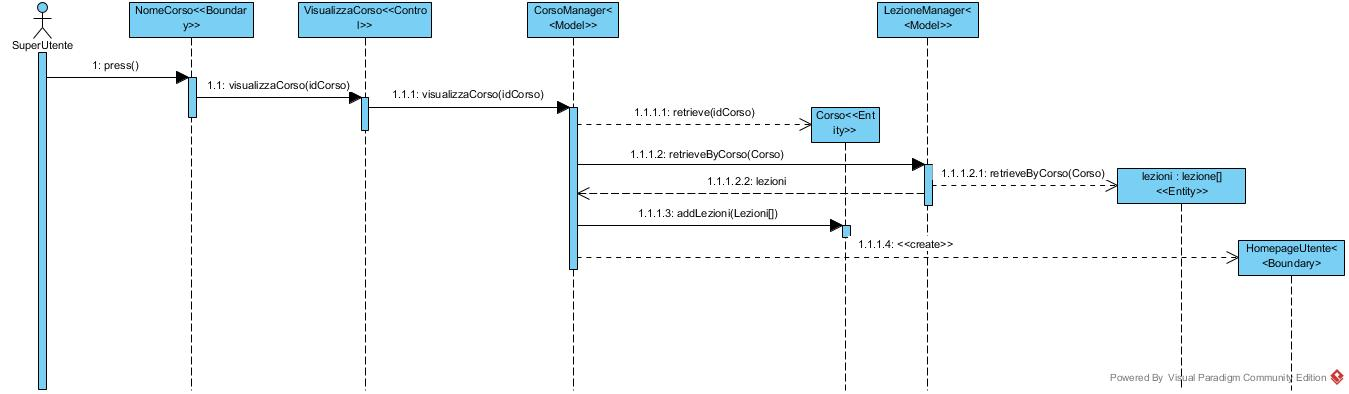 SuperUtente
NomeCorso<<Boundar
y>>
VisualizzaCorso<<Contro
l>>
CorsoManager<
<Model>>
LezioneManager<
<Model>>
1: press()
1.1: visualizzaCorso(idCorso)
1.1.1: visualizzaCorso(idCorso)
1.1.1.1: retrieve(idCorso)
Corso<<Ent
ity>>
1.1.1.2: retrieveByCorso(Corso)
1.1.1.2.1: retrieveByCorso(Corso)
lezioni : lezione[]
<<Entity>>
1.1.1.2.2: lezioni
1.1.1.3: addLezioni(Lezioni[])
1.1.1.4: <<create>>
HomepageUtente<
<Boundary>
Powered By Visual Paradigm Community Edition